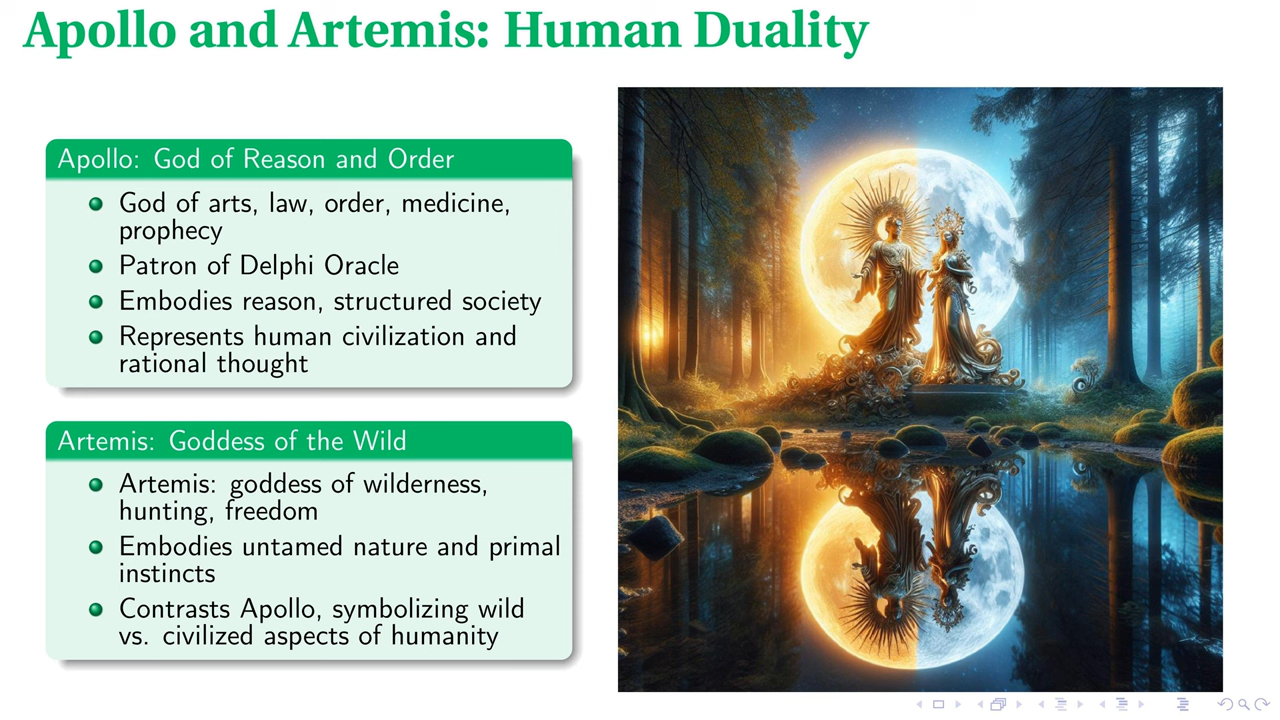 Apollo and Artemis: Human Duality
Apollo: God of Reason and Order
God of arts, law, order, medicine,
prophecy
Patron of Delphi Oracle
Embodies reason, structured society
Represents human civilization and
rational thought
Artemis: Goddess of the Wild
Artemis: goddess of wilderness,
hunting, freedom
Embodies untamed nature and primal
instincts
Contrasts Apollo, symbolizing wild
vs. civilized aspects of humanity